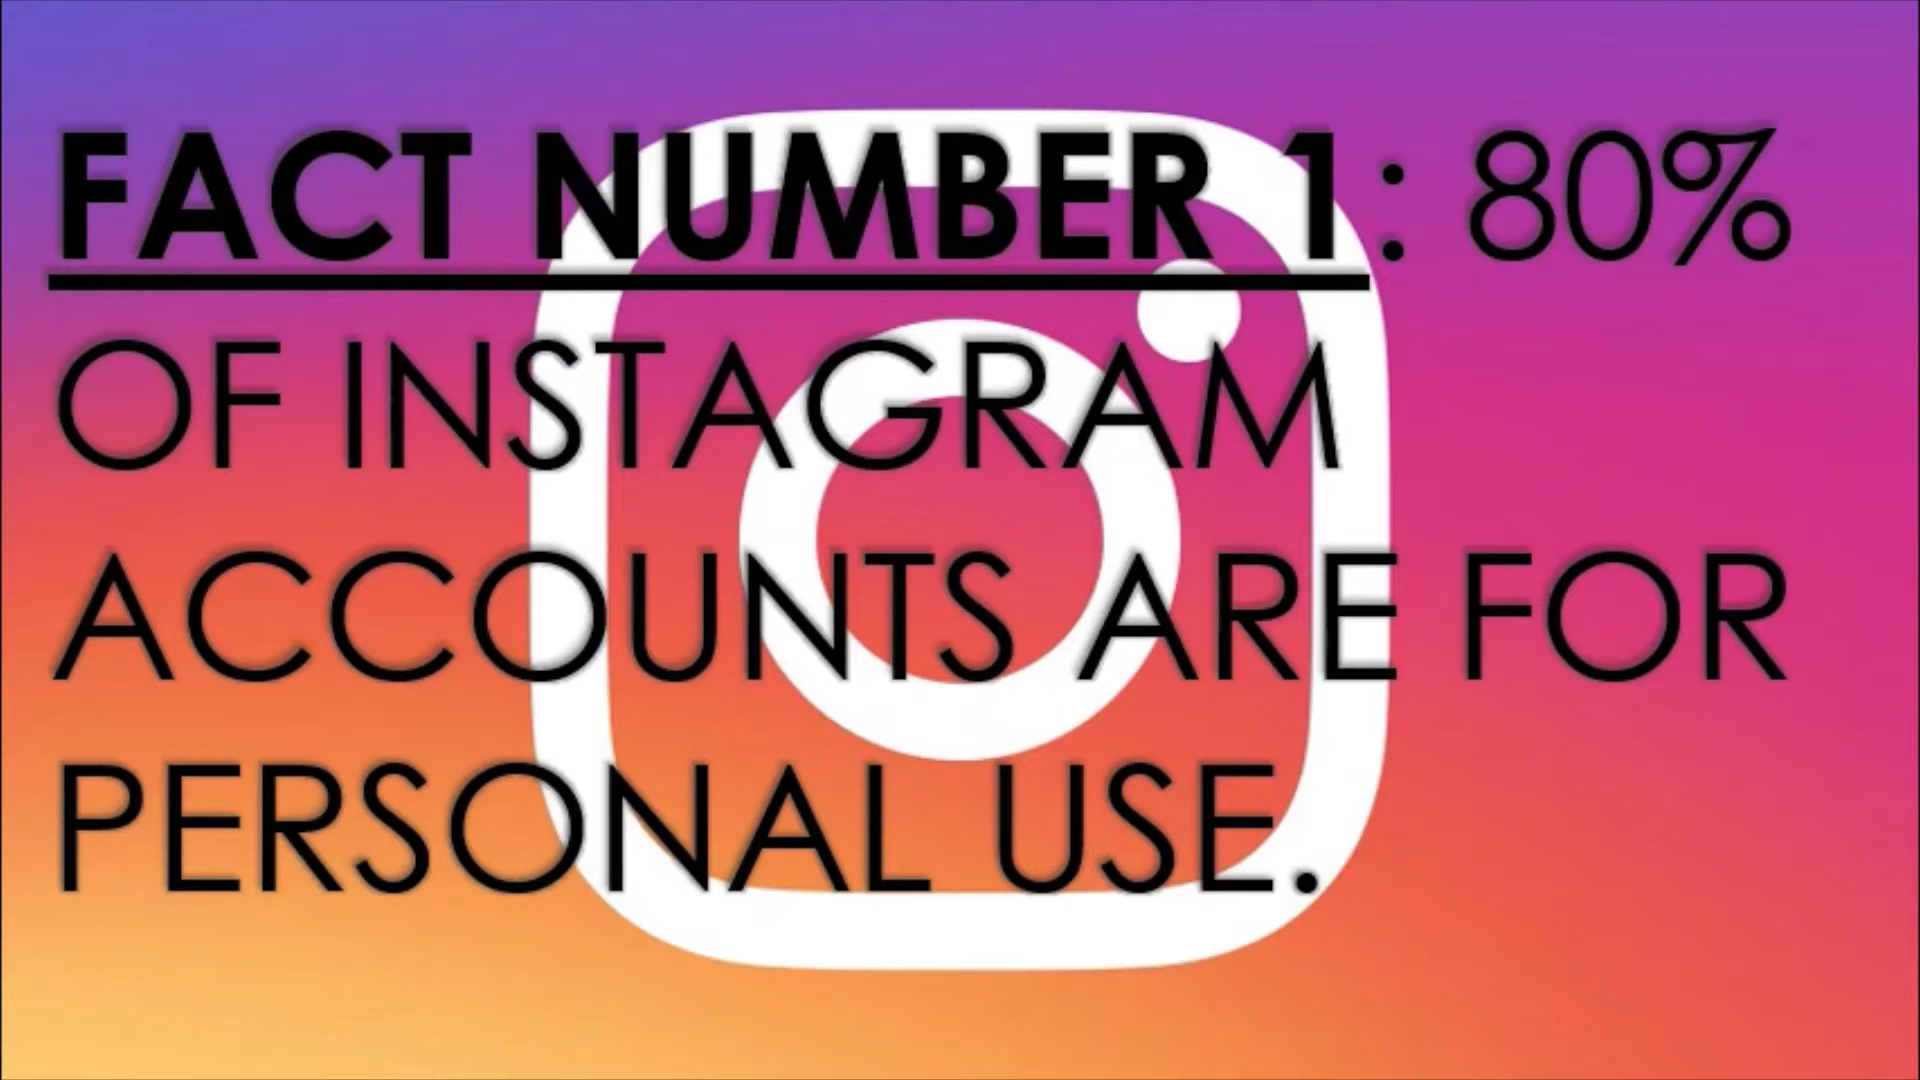 FACT NUMBER 1: 80%
OF INSTAGRAM
ACCOUNTS ARE FOR
PERSONAL USE.